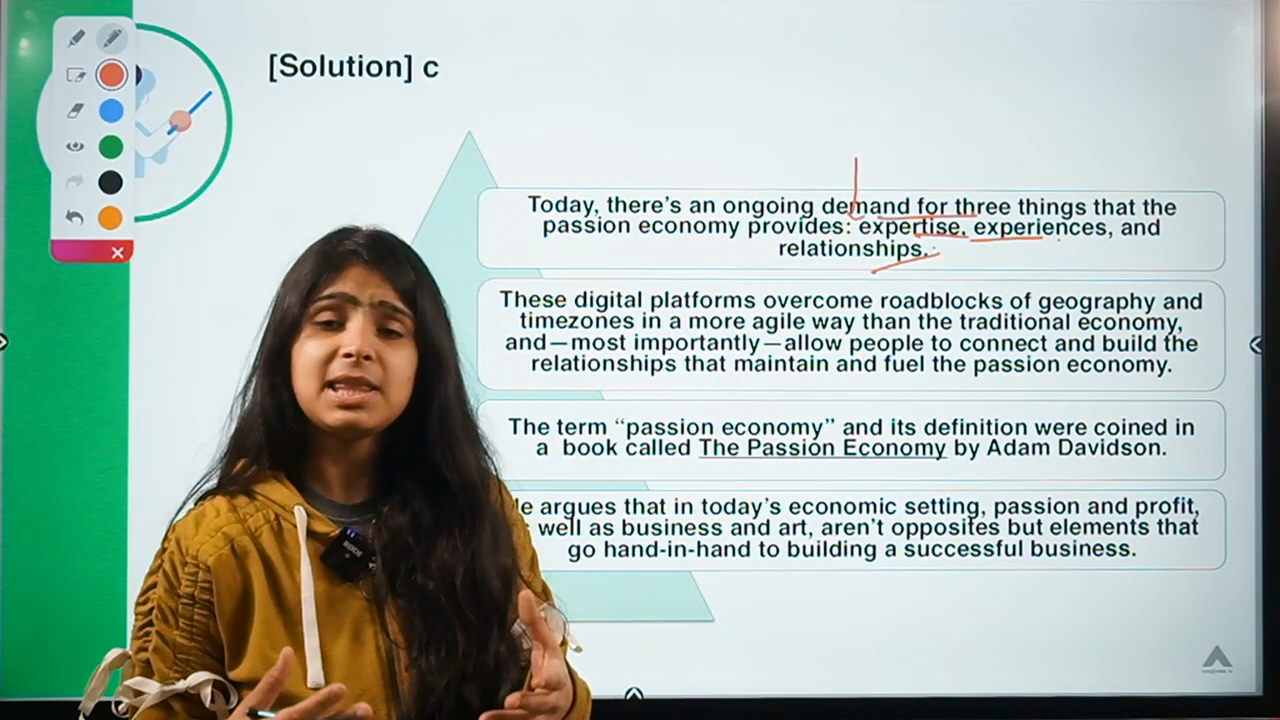 [Solution] c
Today, there's an ongoing demand for three things that the
passion economy provides: expertise, experiences, and
relationships.
These digital platforms overcome roadblocks of geography and
timezones in a more agile way than the traditional economy,
and—most importantly—allow people to connect and build the
relationships that maintain and fuel the passion economy.
The term “passion economy” and its definition were coined in
a book called The Passion Economy by Adam Davidson.
argues that in today's economic setting, passion and profit,
well as business and art, aren't opposites but elements that
go hand-in-hand to building a successful business.
RODE